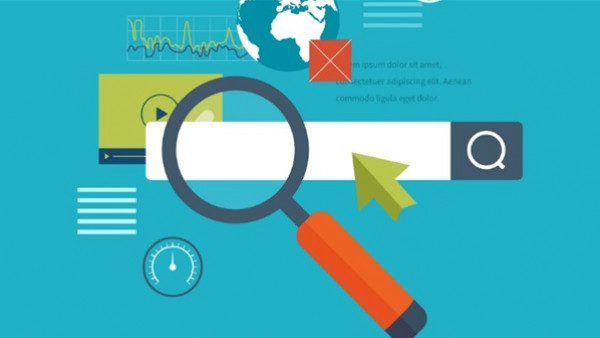 ipsum dolor sit amet,
adipiscing elit. Aenean
commodo ligula eget dolor.